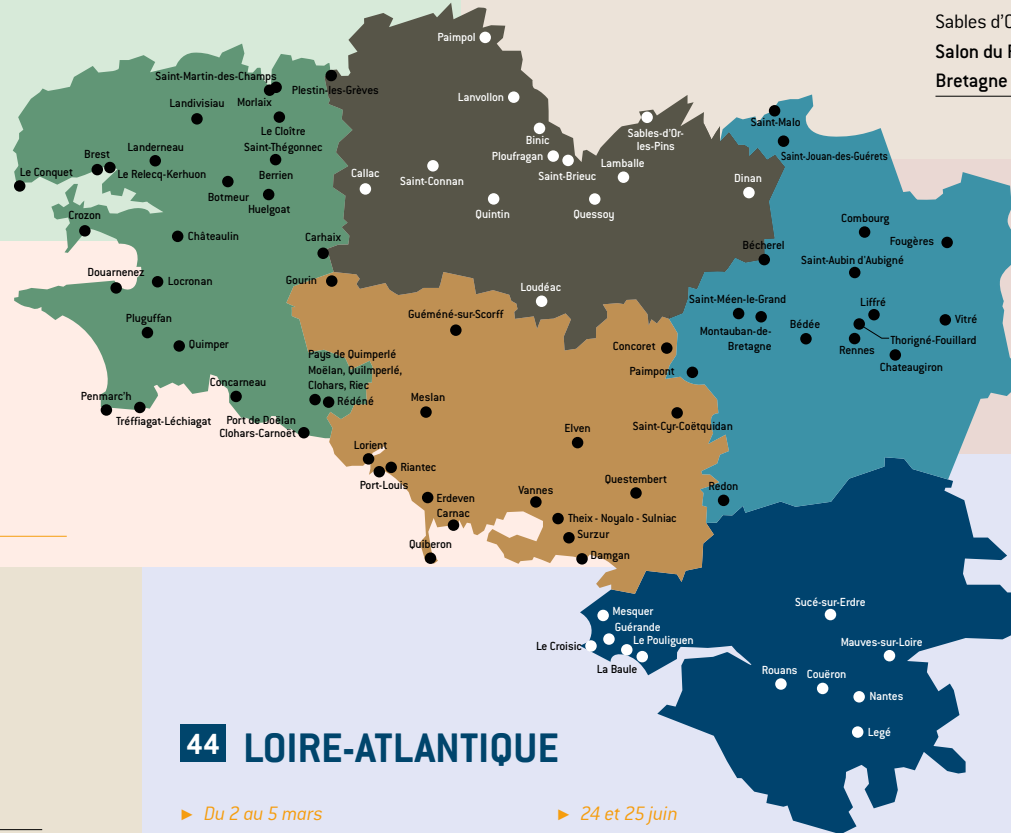 Sables d'O
Salon du
Bretagne
Paimpol
Saint-Martin-des-Champs
Plestin-les-Grèves
Morlaix
Landivisiau
Lanvollon
Le Cloître
Saint-Thégonnec
Binic
Sables-d'Or-
les-Pins
Saint-Malo
Saint-Jouan-des-Guérets
Brest
Landerneau
Le Relecq-Kerhuon
Le Conquet
Berrien
Botmeur
Huelgoat
Callac
Saint-Connan
Ploufragan
Saint-Brieuc
Lamballe
Dinan
Quintin
Quessoy
Crozon
Châteaulin
Carhaix
Combourg
Fougères
Bécherel
Saint-Aubin d'Aubigné
Douarnenez
Locronan
Gourin
Loudéac
Saint-Méen-le-Grand
Liffré
Montauban-de-
Bretagne
Bédée
Vitré
Thorigné-Fouillard
Rennes
Chateaugiron
Pluguffan
Quimper
Guéméné-sur-Scorff
Concoret
Paimpont
Pays de Quimperlé
Moëlan, Quilmperlé,
Clohars, Riec
Rédéné
Concarneau
Penmarc'h
Tréffiagat-Léchiagat
Port de Doëlan
Clohars-Carnoët
Meslan
Saint-Cyr-Coëtquidan
Elven
Lorient
Riantec
Port-Louis
Questembert
Redon
Erdeven
Carnac
Vannes
Theix - Noyalo - Sulniac
Surzur
Quiberon
Damgan
Mesquer
Guérande
Le Croisic
Le Pouliguen
La Baule
Sucé-sur-Erdre
Mauves-sur-Loire
Rouans
Couëron
Nantes
Legé
44 LOIRE-ATLANTIQUE
► Du 2 au 5 mars
► 24 et 25 juin